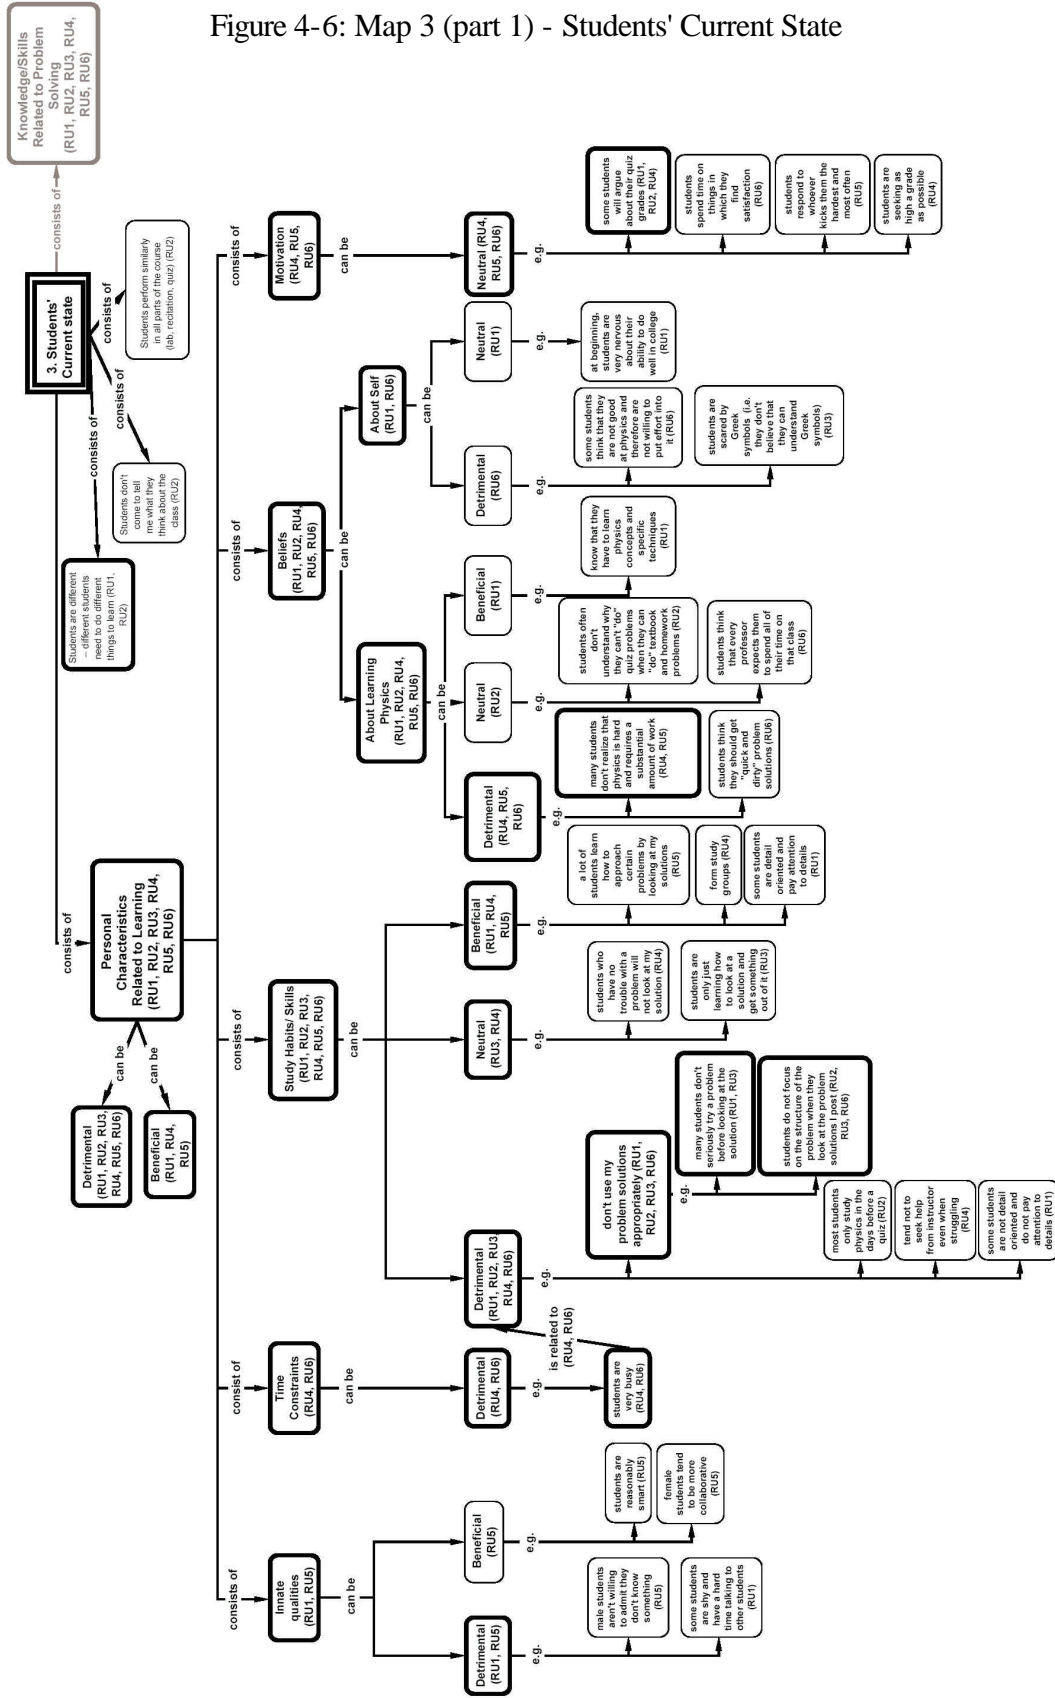 Figure 4-6: Map 3 (part 1) - Students' Current State
3. Students'
Current state
consists of
Knowledge/Skills
Related to Problem
Solving
(RU1, RU2, RU3, RU4,
RU5, RU6)
consists of
Students perform similarly
in all parts of the course
(lab, recitation, quiz) (RU2)
consists of
Students don't
come to tell
me what they
think about the
class (RU2)
consists of
Students are different
– different students
need to do different
things to learn (RU1,
RU2)
consists of
Personal
Characteristics
Related to Learning
(RU1, RU2, RU3, RU4,
RU5, RU6)
can be
Detrimental
(RU1, RU2, RU3,
RU4, RU5, RU6)
can be
Beneficial
(RU1, RU4,
RU5)
consists of
Innate
qualities
(RU1, RU5)
can be
Detrimental
(RU1, RU5)
e.g.
male students
aren't willing
to admit they
don't know
something
(RU5)
some students
are shy and
have a hard
time talking to
other students
(RU1)
Beneficial
(RU5)
e.g.
students are
reasonably
smart (RU5)
female
students tend
to be more
collaborative
(RU5)
consist of
Time
Constraints
(RU4, RU6)
can be
Detrimental
(RU4, RU6)
e.g.
students are
very busy
(RU4, RU6)
is related to
(RU4, RU6)
consists of
Study Habits/ Skills
(RU1, RU2, RU3,
RU4, RU5, RU6)
can be
Detrimental
(RU1, RU2, RU3,
RU4, RU6)
e.g.
don't use my
problem solutions
appropriately (RU1,
RU2, RU3, RU6)
e.g.
many students don't
seriously try a problem
before looking at the
solution (RU1, RU3)
students do not focus
on the structure of the
problem when they
look at the problem
solutions I post (RU2,
RU3, RU6)
most students
only study
physics in the
days before a
quiz (RU2)
tend not to
seek help
from instructor
even when
struggling
(RU4)
some students
are not detail
oriented and
do not pay
attention to
details (RU1)
Neutral
(RU3, RU4)
e.g.
students who
have no
trouble with a
problem will
not look at my
solution (RU4)
students are
only just
learning how
to look at a
solution and
get something
out of it (RU3)
Beneficial
(RU1, RU4,
RU5)
e.g.
a lot of
students learn
how to
approach
certain
problems by
looking at my
solutions
(RU5)
form study
groups (RU4)
some students
are detail
oriented and
pay attention
to details
(RU1)
consists of
Beliefs
(RU1, RU2, RU4,
RU5, RU6)
can be
About Learning
Physics
(RU1, RU2, RU4,
RU5, RU6)
can be
Detrimental
(RU4, RU5,
RU6)
e.g.
many students
don't realize that
physics is hard
and requires a
substantial
amount of work
(RU4, RU5)
students think
they should get
"quick and
dirty" problem
solutions (RU6)
Neutral
(RU2)
e.g.
students often
don't
understand why
they can't "do"
quiz problems
when they can
"do" textbook
and homework
problems (RU2)
students think
that every
professor
expects them
to spend all of
their time on
that class
(RU6)
Beneficial
(RU1)
e.g.
know that they
have to learn
physics
concepts and
specific
techniques
(RU1)
About Self
(RU1, RU6)
can be
Detrimental
(RU6)
e.g.
some students
think that they
are not good
at physics and
therefore are
not willing to
put effort into
it (RU6)
students are
scared by
Greek
symbols (i.e.
they don't
believe that
they can
understand
Greek
symbols)
(RU3)
Neutral
(RU1)
e.g.
at beginning,
students are
very nervous
about their
ability to do
well in college
(RU1)
consists of
Motivation
(RU4, RU5,
RU6)
can be
Neutral (RU4,
RU5, RU6)
e.g.
some students
will argue
about their quiz
grades (RU1,
RU2, RU4)
students
spend time on
things in
which they
find
satisfaction
(RU6)
students
respond to
whoever
kicks them the
hardest and
most often
(RU5)
students are
seeking as
high a grade
as possible
(RU4)